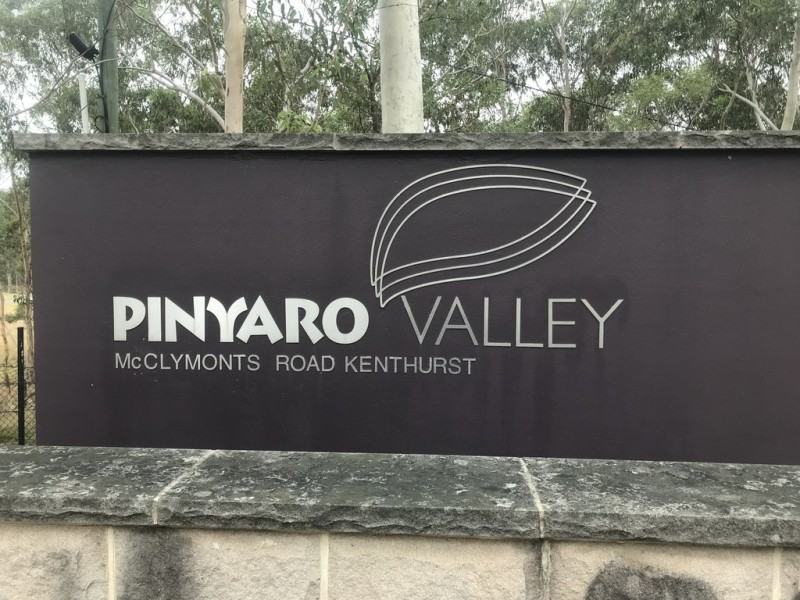 PINYARO VALLEY
McCLYMONTS ROAD KENTHURST